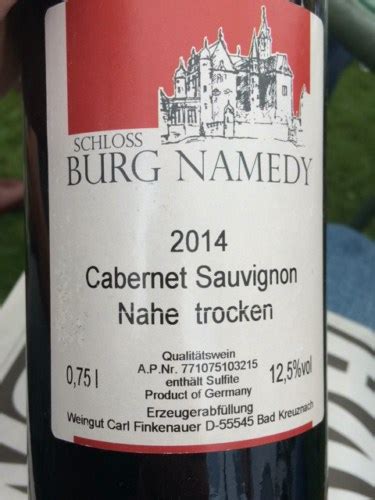 SCHLOSS
BURG NAMEDY
2014
Cabernet Sauvignon
Nahe trocken
Qualitätswein
A.P.Nr. 771075103215
0,75 l enthält Sulfite 12,5%vol
Product of Germany
Erzeugerabfüllung
Weingut Carl Finkenauer D-55545 Bad Kreuznach